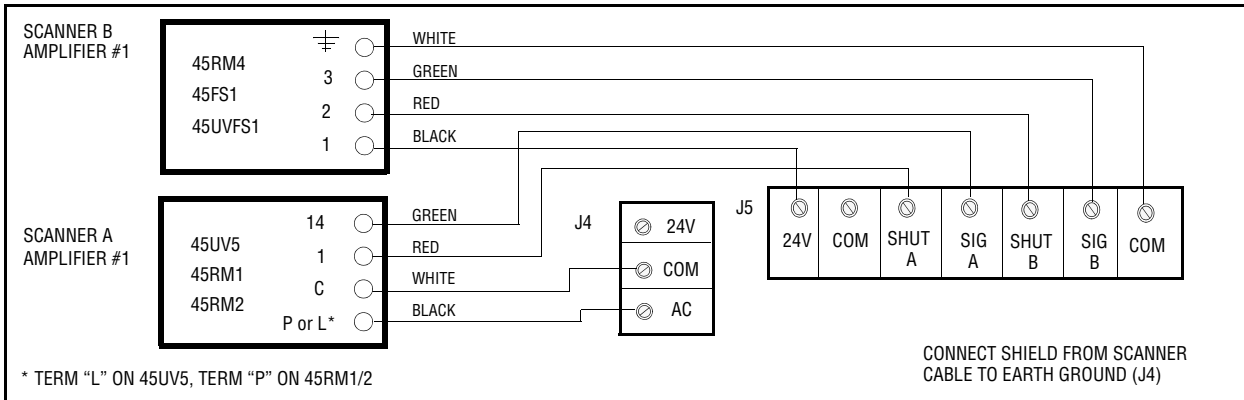 SCANNER B
AMPLIFIER #1
45RM4
45FS1
45UVFS1
3
2
1
WHITE
GREEN
RED
BLACK
SCANNER A
AMPLIFIER #1
45UV5
45RM1
45RM2
14
1
C
P or L*
GREEN
RED
WHITE
BLACK
J4
24V
COM
AC
J5
24V
COM
SHUT A
SIG A
SHUT B
SIG B
COM
* TERM “L” ON 45UV5, TERM “P” ON 45RM1/2
CONNECT SHIELD FROM SCANNER
CABLE TO EARTH GROUND (J4)